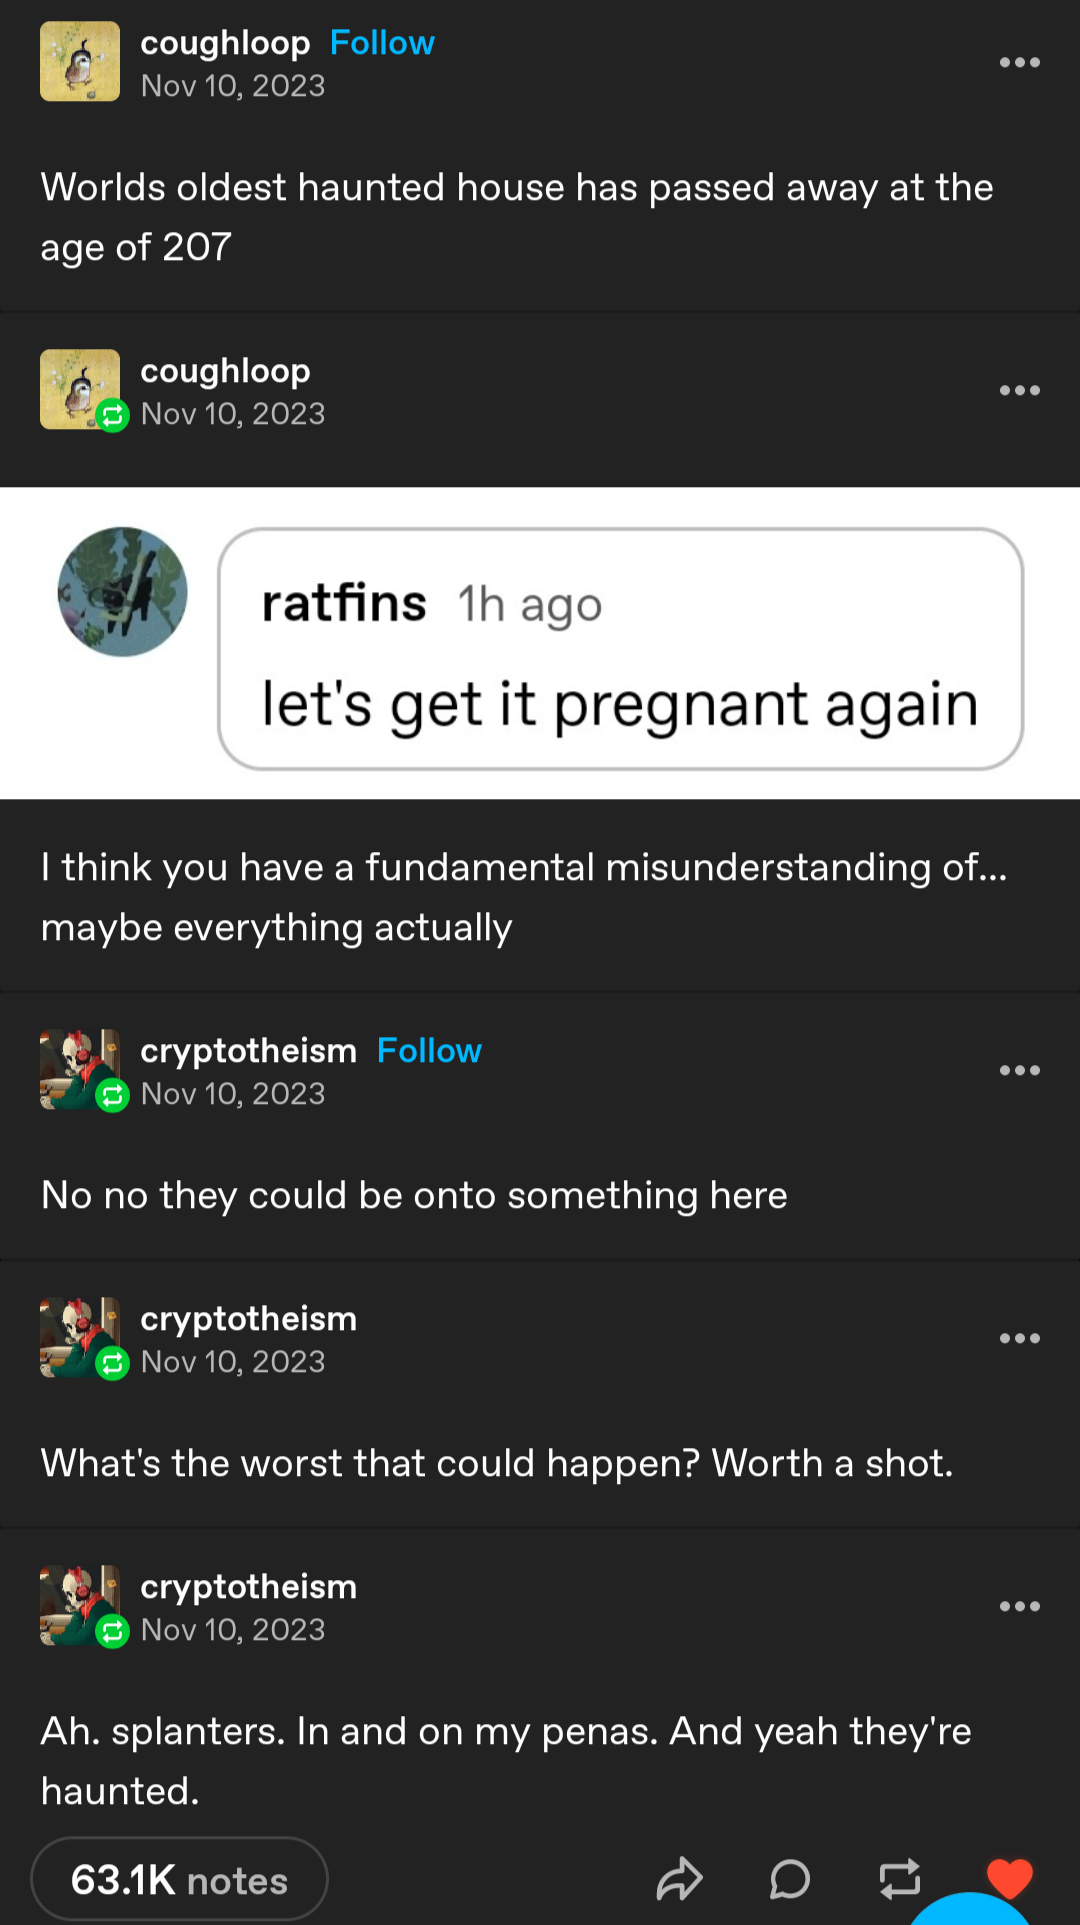 coughloop Follow
Nov 10, 2023
Worlds oldest haunted house has passed away at the
age of 207
coughloop
Nov 10, 2023
ratfins 1h ago
let's get it pregnant again
I think you have a fundamental misunderstanding of...
maybe everything actually
cryptotheism Follow
Nov 10, 2023
No no they could be onto something here
cryptotheism
Nov 10, 2023
What's the worst that could happen? Worth a shot.
cryptotheism
Nov 10, 2023
Ah. splanters. In and on my penas. And yeah they're
haunted.
63.1K notes